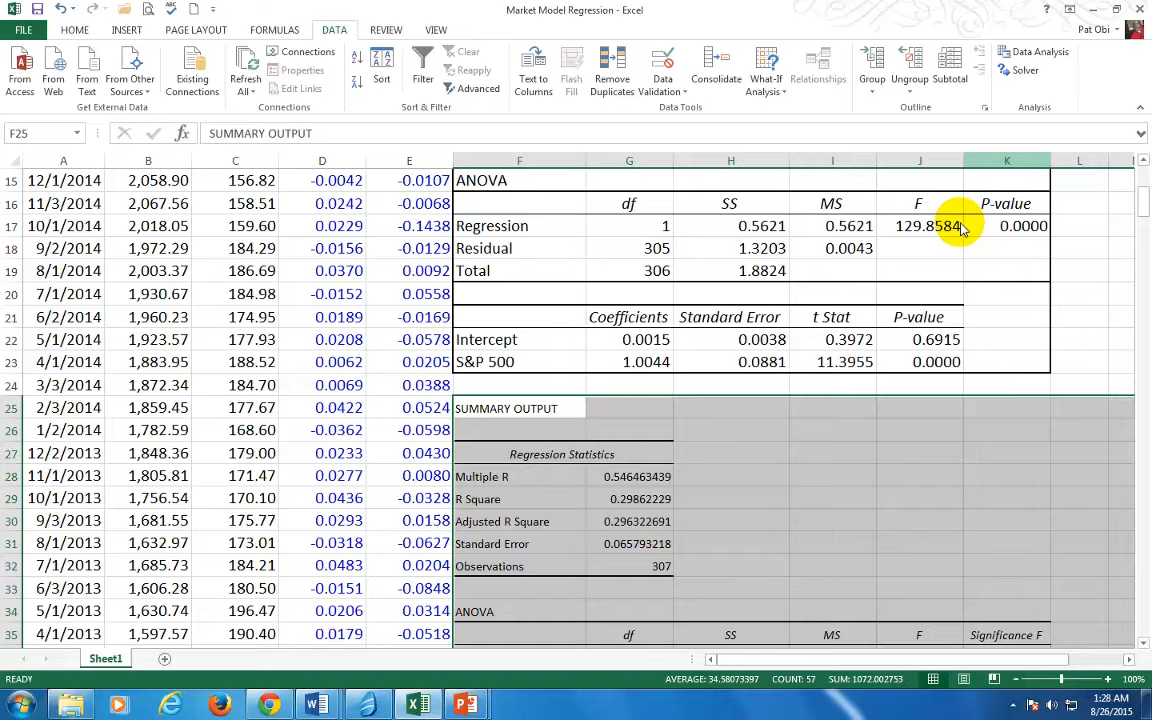 Market Model Regression - Excel
FILE HOME INSERT PAGE LAYOUT FORMULAS DATA REVIEW VIEW Pat Obi
From Access From Web From Text From Other Sources Existing Connections Refresh All Connections Properties Edit Links Sort Filter Clear Reapply Advanced Text to Columns Flash Fill Remove Duplicates Data Validation Consolidate What-If Analysis Relationships Group Ungroup Subtotal Data Analysis Solver
Get External Data Connections Sort & Filter Data Tools Outline Analysis
F25 fx SUMMARY OUTPUT
A B C D E F G H I J K L
15 12/1/2014 2,058.90 156.82 -0.0042 -0.0107 ANOVA
16 11/3/2014 2,067.56 158.51 0.0242 -0.0068 df SS MS F P-value
17 10/1/2014 2,018.05 159.60 0.0229 -0.1438 Regression 1 0.5621 0.5621 129.8584 0.0000
18 9/2/2014 1,972.29 184.29 -0.0156 -0.0129 Residual 305 1.3203 0.0043
19 8/1/2014 2,003.37 186.69 0.0370 0.0092 Total 306 1.8824
20 7/1/2014 1,930.67 184.98 -0.0152 0.0558
21 6/2/2014 1,960.23 174.95 0.0189 -0.0169 Coefficients Standard Error t Stat P-value
22 5/1/2014 1,923.57 177.93 0.0208 -0.0578 Intercept 0.0015 0.0038 0.3972 0.6915
23 4/1/2014 1,883.95 188.52 0.0062 0.0205 S&P 500 1.0044 0.0881 11.3955 0.0000
24 3/3/2014 1,872.34 184.70 0.0069 0.0388
25 2/3/2014 1,859.45 177.67 0.0422 0.0524 SUMMARY OUTPUT
26 1/2/2014 1,782.59 168.60 -0.0362 -0.0598
27 12/2/2013 1,848.36 179.00 0.0233 0.0430 Regression Statistics
28 11/1/2013 1,805.81 171.47 0.0277 0.0080 Multiple R 0.546463439
29 10/1/2013 1,756.54 170.10 0.0436 -0.0328 R Square 0.29862229
30 9/3/2013 1,681.55 175.77 0.0293 0.0158 Adjusted R Square 0.296322691
31 8/1/2013 1,632.97 173.01 -0.0318 -0.0627 Standard Error 0.065793218
32 7/1/2013 1,685.73 184.21 0.0483 0.0204 Observations 307
33 6/3/2013 1,606.28 180.50 -0.0151 -0.0848
34 5/1/2013 1,630.74 196.47 0.0206 0.0314 ANOVA
35 4/1/2013 1,597.57 190.40 0.0179 -0.0518 df SS MS F Significance F
Sheet1
READY AVERAGE: 34.58073397 COUNT: 57 SUM: 1072.002753 100%
1:28 AM
8/26/2015